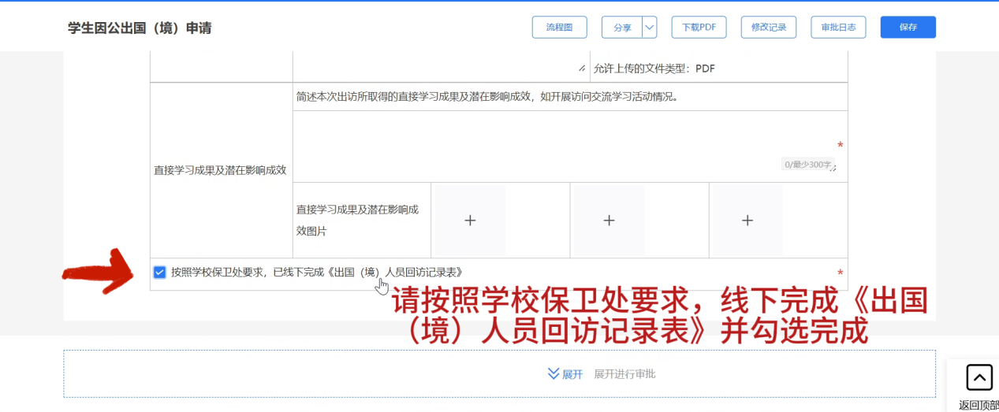 学生因公出国（境）申请
流程图 分享 下载PDF 修改记录 审批日志 保存
允许上传的文件类型：PDF
简述本次出访所取得的直接学习成果及潜在影响成效，如开展访问交流学习活动情况。
*
0/最少300字
直接学习成果及潜在影响成效
直接学习成果及潜在影响成
效图片
按照学校保卫处要求，已线下完成《出国（境）人员回访记录表》 *
请按照学校保卫处要求，线下完成《出国
（境）人员回访记录表》并勾选完成
展开 展开进行审批
返回顶部